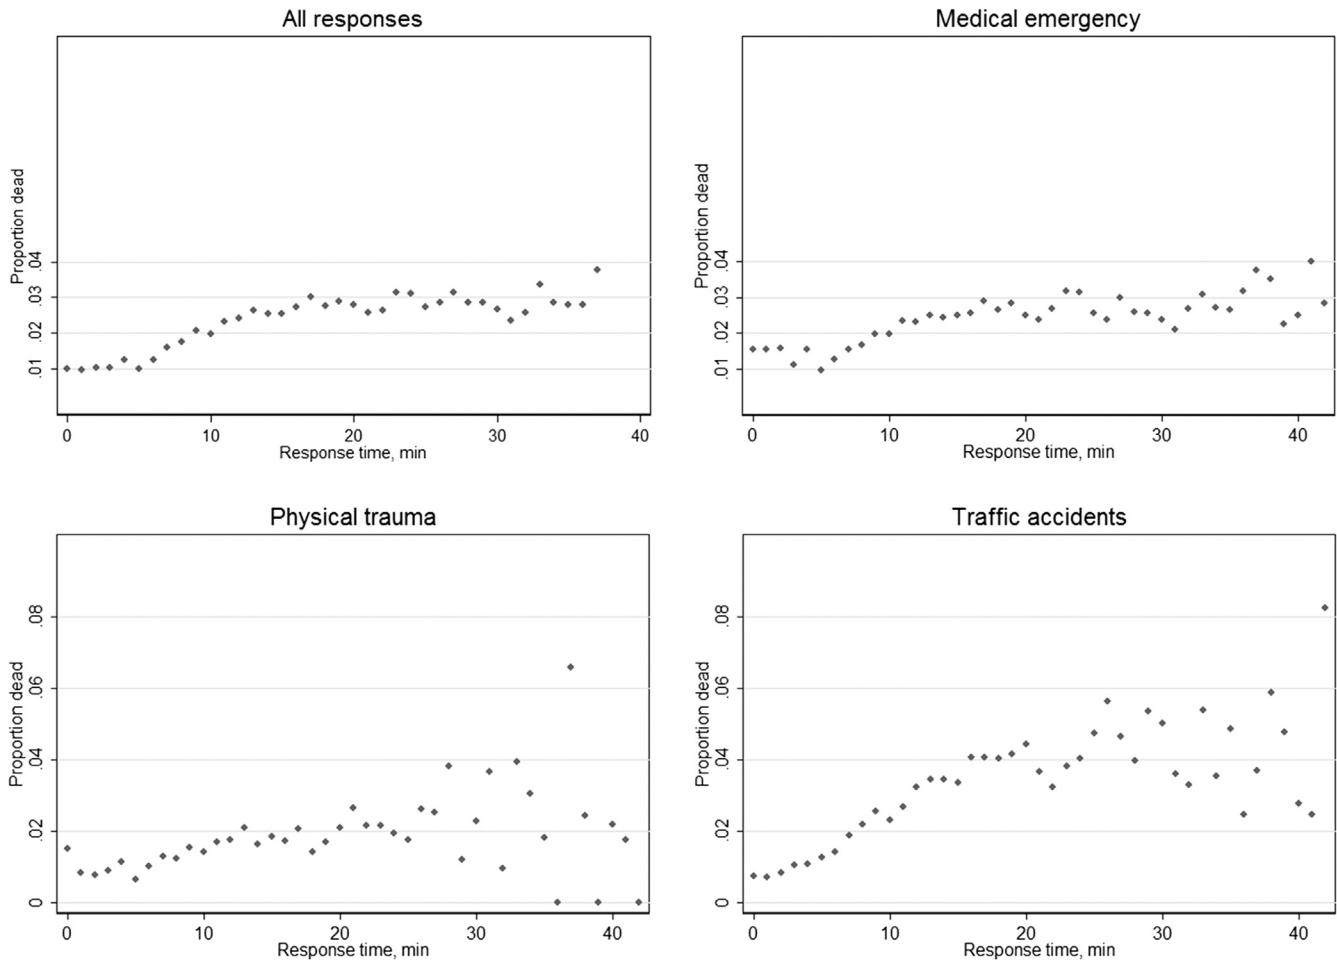 All responses
Proportion dead
.04
.03
.02
.01
0 10 20 30 40
Response time, min
Medical emergency
Proportion dead
.04
.03
.02
.01
0 10 20 30 40
Response time, min
Physical trauma
Proportion dead
.08
.06
.04
.02
0
0 10 20 30 40
Response time, min
Traffic accidents
Proportion dead
.08
.06
.04
.02
0
0 10 20 30 40
Response time, min